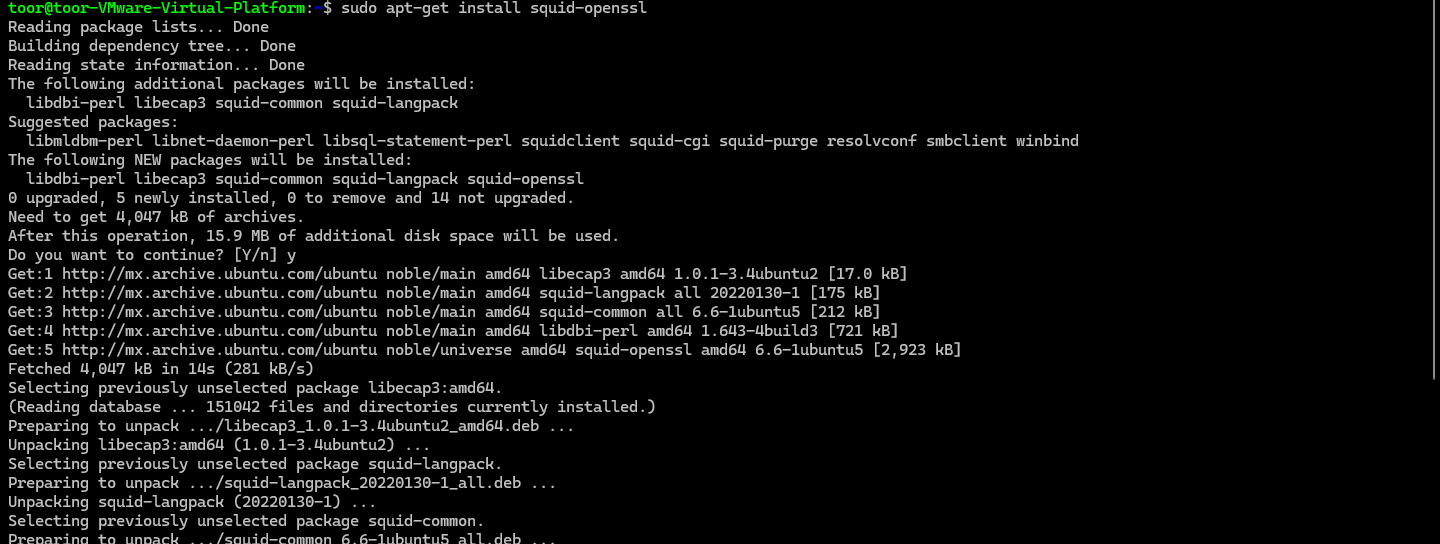 toor@toor-VMware-Virtual-Platform:~$ sudo apt-get install squid-openssl
Reading package lists... Done
Building dependency tree... Done
Reading state information... Done
The following additional packages will be installed:
  libdbi-perl libecap3 squid-common squid-langpack
Suggested packages:
  libmldbm-perl libnet-daemon-perl libsql-statement-perl squidclient squid-cgi squid-purge resolvconf smbclient winbind
The following NEW packages will be installed:
  libdbi-perl libecap3 squid-common squid-langpack squid-openssl
0 upgraded, 5 newly installed, 0 to remove and 14 not upgraded.
Need to get 4,047 kB of archives.
After this operation, 15.9 MB of additional disk space will be used.
Do you want to continue? [Y/n] y
Get:1 http://mx.archive.ubuntu.com/ubuntu noble/main amd64 libecap3 amd64 1.0.1-3.4ubuntu2 [17.0 kB]
Get:2 http://mx.archive.ubuntu.com/ubuntu noble/main amd64 squid-langpack all 20220130-1 [175 kB]
Get:3 http://mx.archive.ubuntu.com/ubuntu noble/main amd64 squid-common all 6.6-1ubuntu5 [212 kB]
Get:4 http://mx.archive.ubuntu.com/ubuntu noble/main amd64 libdbi-perl amd64 1.643-4build3 [721 kB]
Get:5 http://mx.archive.ubuntu.com/ubuntu noble/universe amd64 squid-openssl amd64 6.6-1ubuntu5 [2,923 kB]
Fetched 4,047 kB in 14s (281 kB/s)
Selecting previously unselected package libecap3:amd64.
(Reading database ... 151042 files and directories currently installed.)
Preparing to unpack .../libecap3_1.0.1-3.4ubuntu2_amd64.deb ...
Unpacking libecap3:amd64 (1.0.1-3.4ubuntu2) ...
Selecting previously unselected package squid-langpack.
Preparing to unpack .../squid-langpack_20220130-1_all.deb ...
Unpacking squid-langpack (20220130-1) ...
Selecting previously unselected package squid-common.
Preparing to unpack .../squid-common_6.6-1ubuntu5_all.deb ...